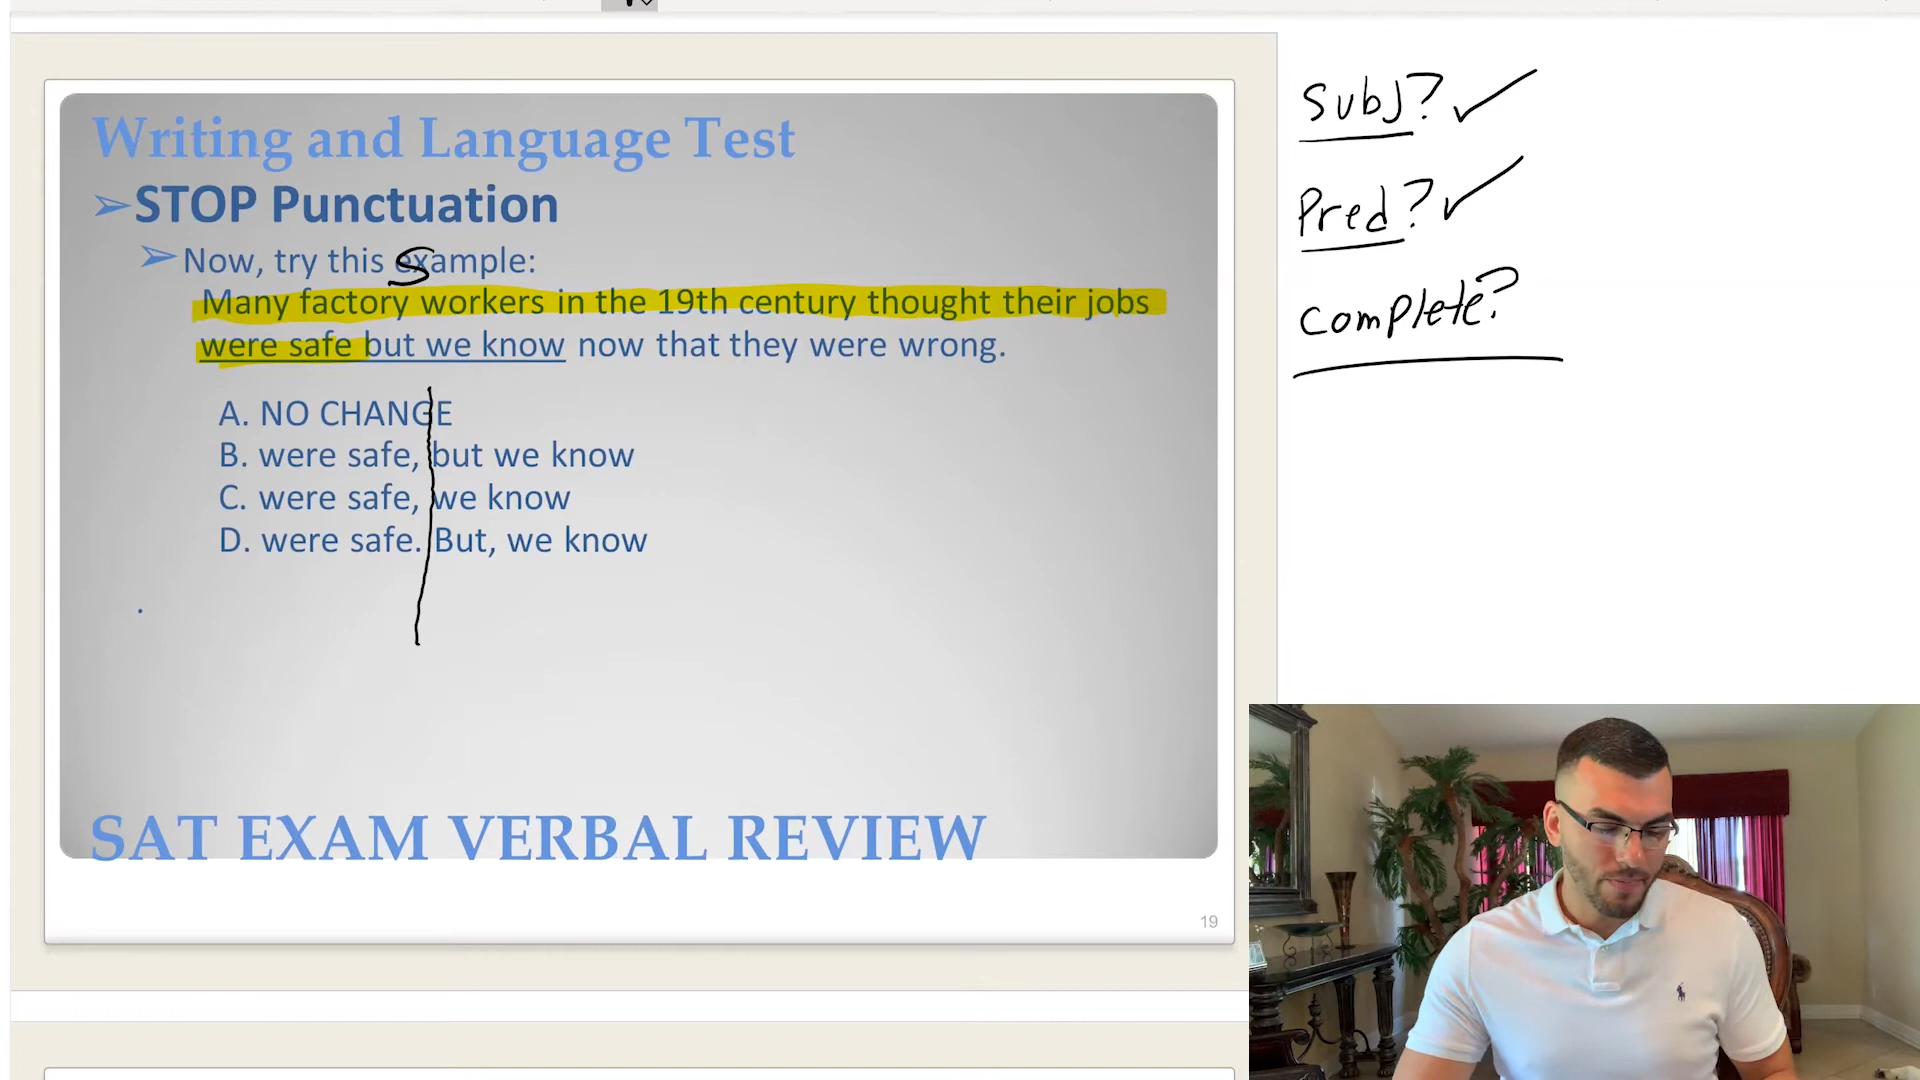 Writing and Language Test
➢STOP Punctuation
➢Now, try this example:
S
Many factory workers in the 19th century thought their jobs
were safe but we know now that they were wrong.
A. NO CHANGE
B. were safe, but we know
C. were safe, we know
D. were safe. But, we know
SAT EXAM VERBAL REVIEW
19
Subj? ✓
Pred? ✓
Complete?